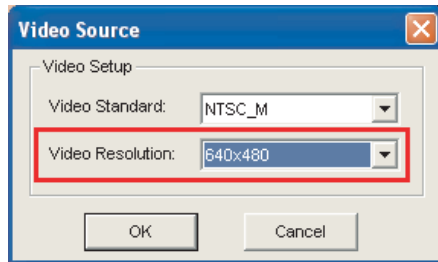 Video Source
Video Setup
Video Standard: NTSC_M
Video Resolution: 640x480
OK Cancel